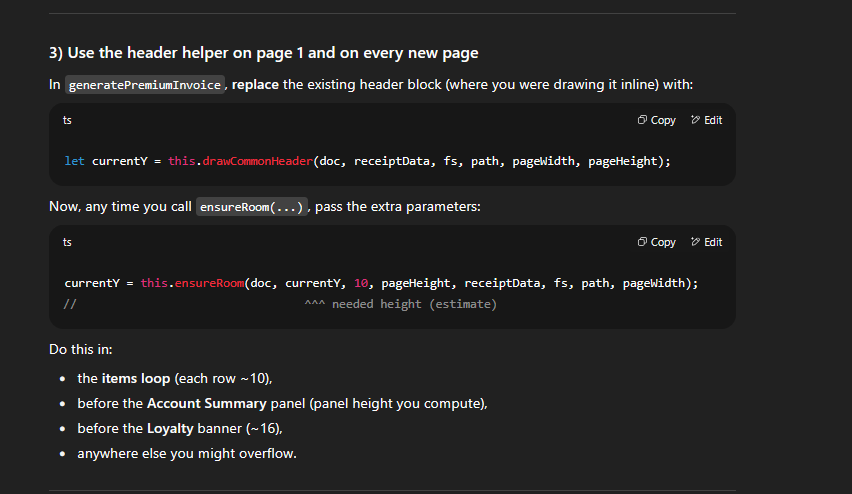 3) Use the header helper on page 1 and on every new page
In generatePremiumInvoice, replace the existing header block (where you were drawing it inline) with:
ts
Copy Edit
let currentY = this.drawCommonHeader(doc, receiptData, fs, path, pageWidth, pageHeight);
Now, any time you call ensureRoom(...), pass the extra parameters:
ts
Copy Edit
currentY = this.ensureRoom(doc, currentY, 10, pageHeight, receiptData, fs, path, pageWidth);
// ^^^ needed height (estimate)
Do this in:
• the items loop (each row ~10),
• before the Account Summary panel (panel height you compute),
• before the Loyalty banner (~16),
• anywhere else you might overflow.